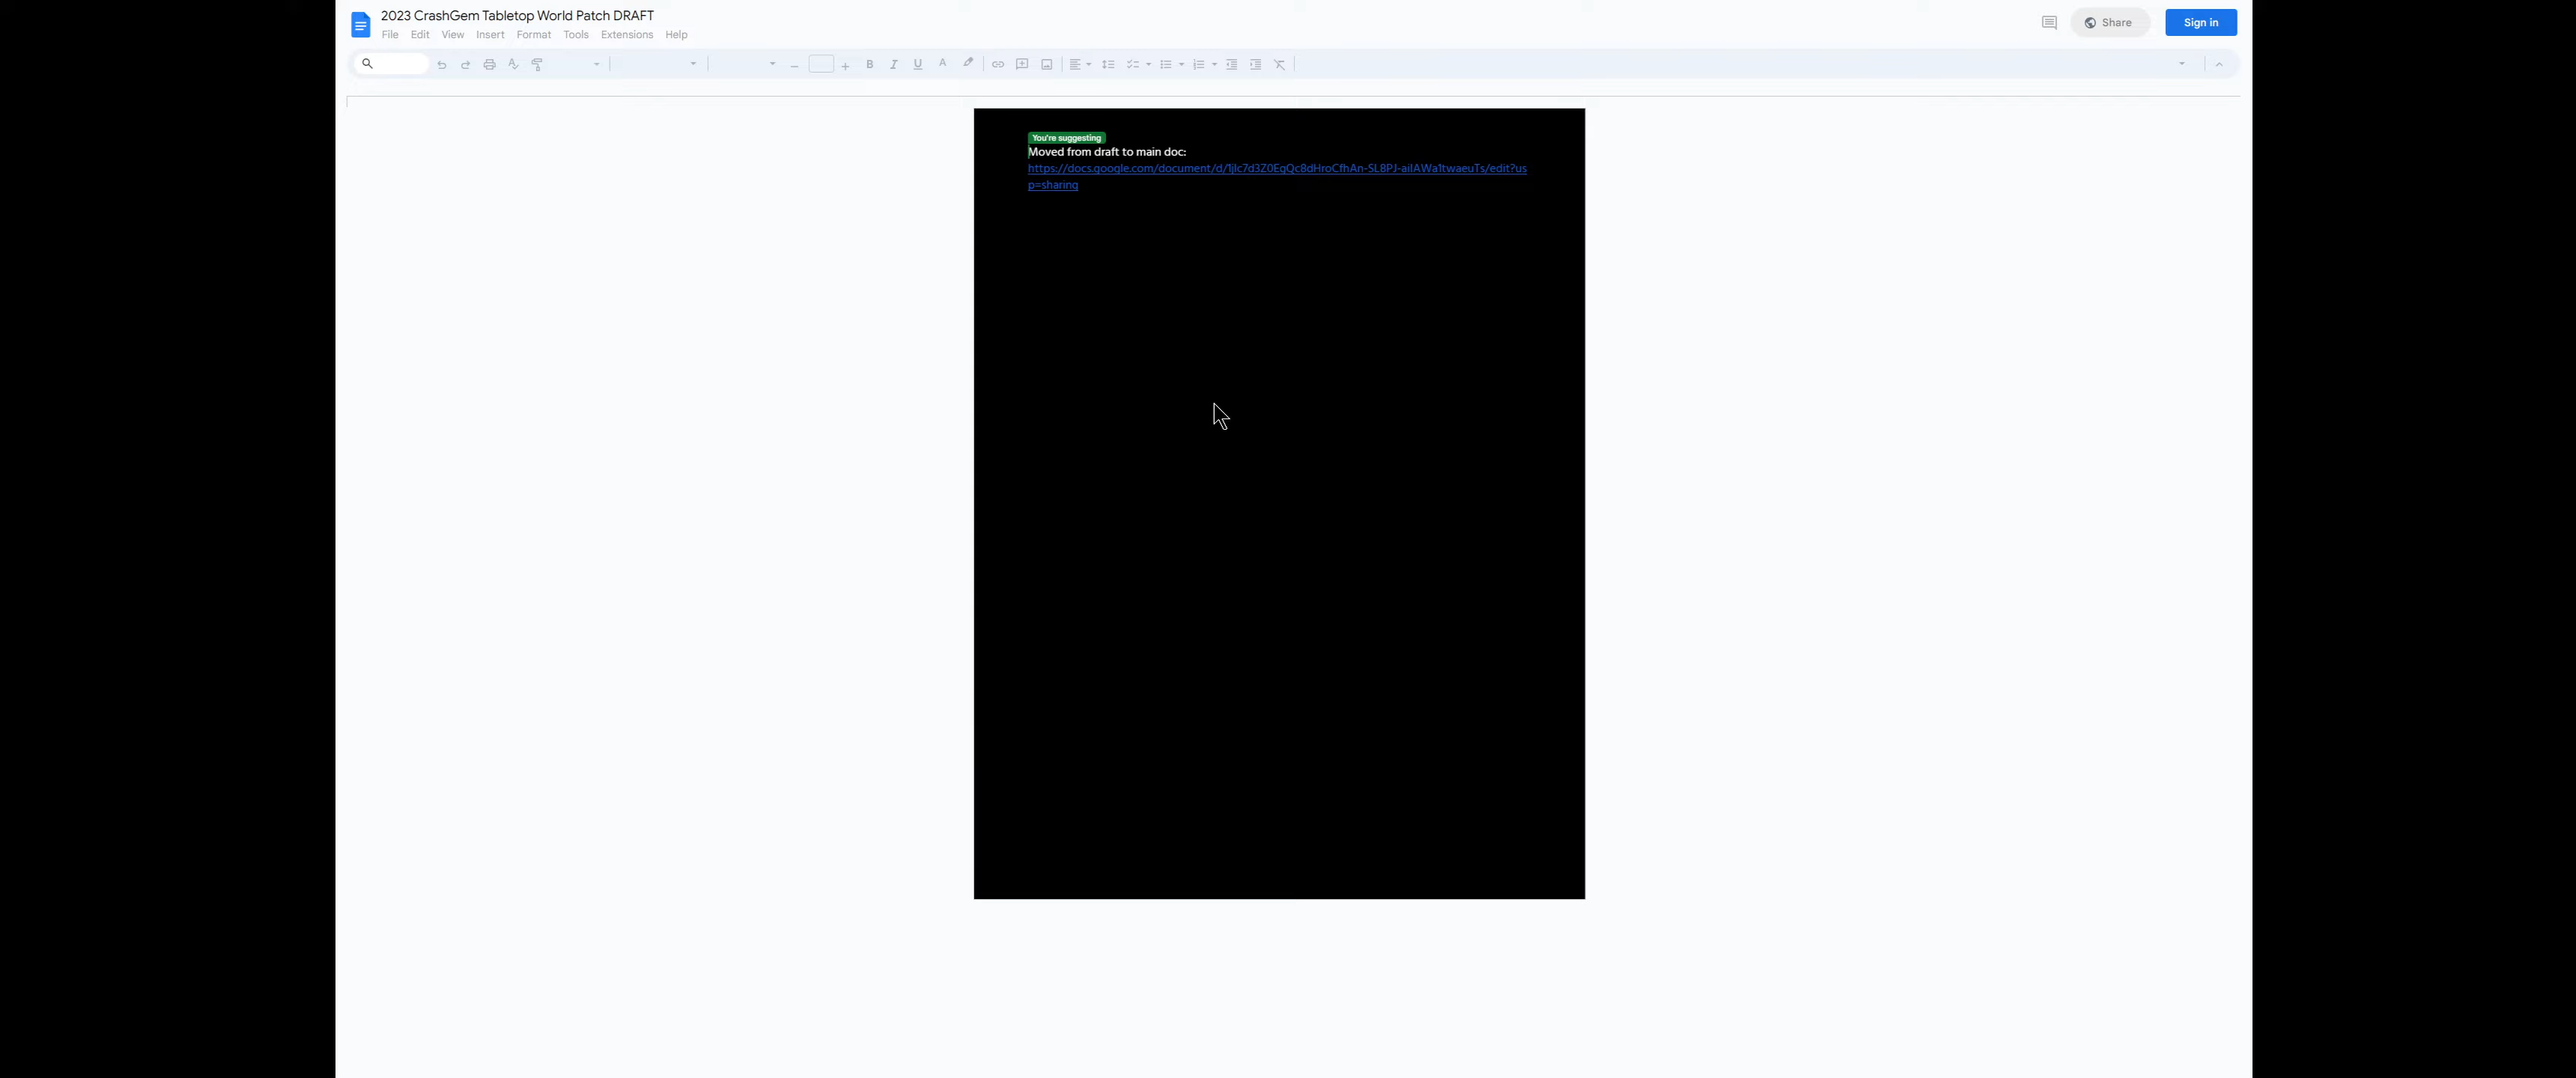 2023 CrashGem Tabletop World Patch DRAFT
File Edit View Insert Format Tools Extensions Help
Share
Sign in
You're suggesting
Moved from draft to main doc:
https://docs.google.com/document/d/1jlc7d3Z0EgQc8dHroCfhAn-SL8PJ-ailAWa1twaeuTs/edit?us
p=sharing